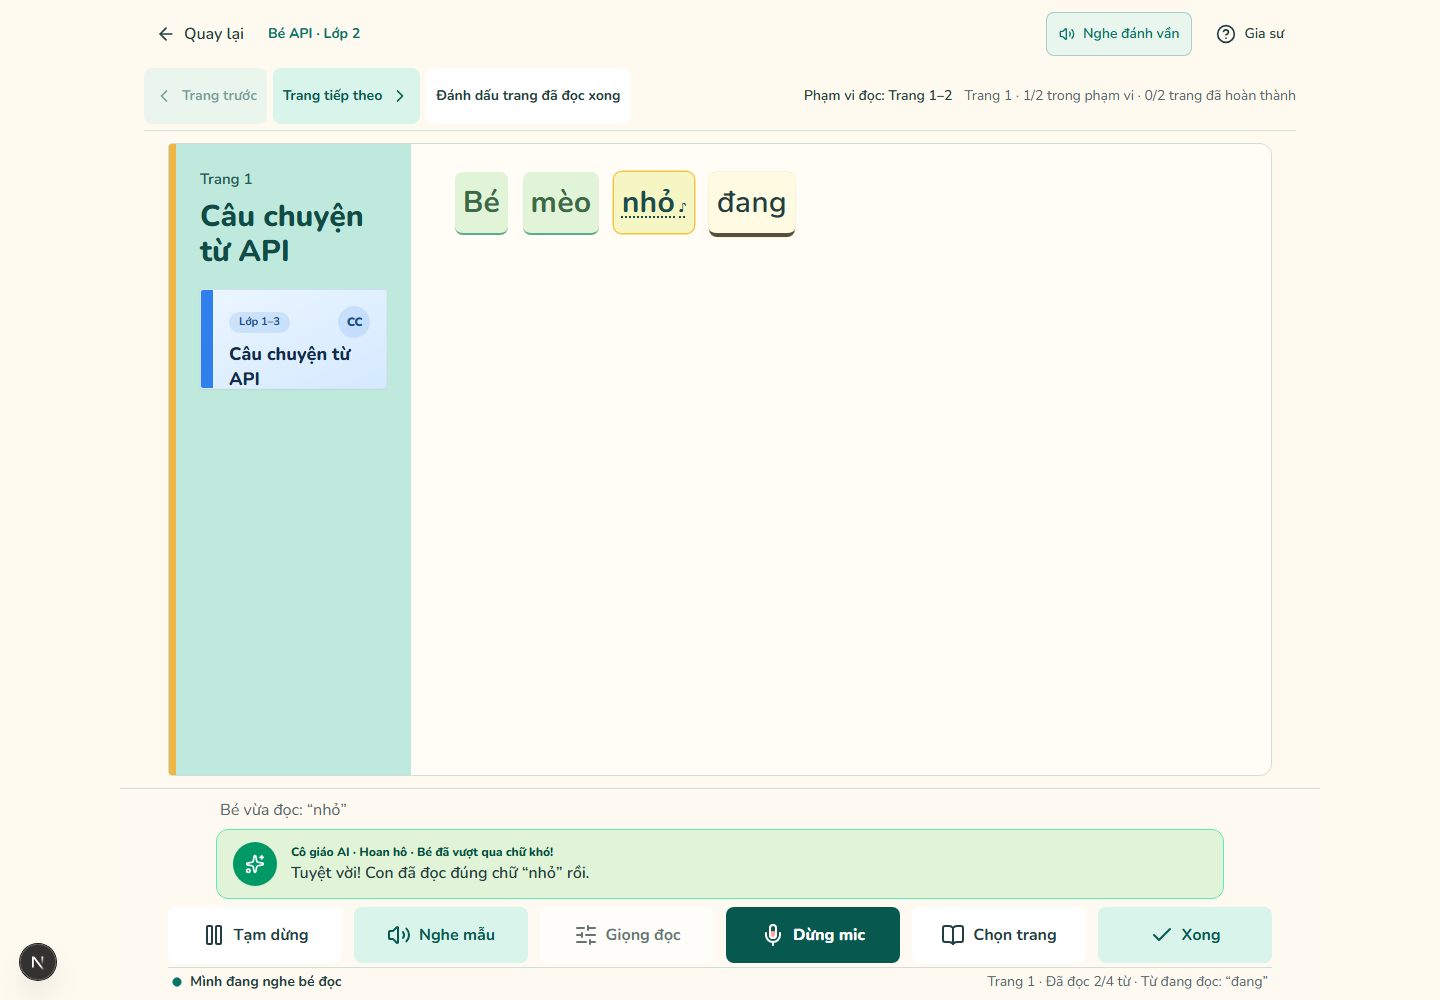 Quay lại
Bé API · Lớp 2
Nghe đánh vần
Gia sư
Trang trước
Trang tiếp theo
Đánh dấu trang đã đọc xong
Phạm vi đọc: Trang 1–2
Trang 1 · 1/2 trong phạm vi · 0/2 trang đã hoàn thành
Trang 1
Câu chuyện
từ API
Lớp 1–3
CC
Câu chuyện từ
API
Bé mèo nhỏ♪ đang
Bé vừa đọc: “nhỏ”
Cô giáo AI · Hoan hô · Bé đã vượt qua chữ khó!
Tuyệt vời! Con đã đọc đúng chữ “nhỏ” rồi.
Tạm dừng
Nghe mẫu
Giọng đọc
Dừng mic
Chọn trang
Xong
N
Mình đang nghe bé đọc
Trang 1 · Đã đọc 2/4 từ · Từ đang đọc: “đang”